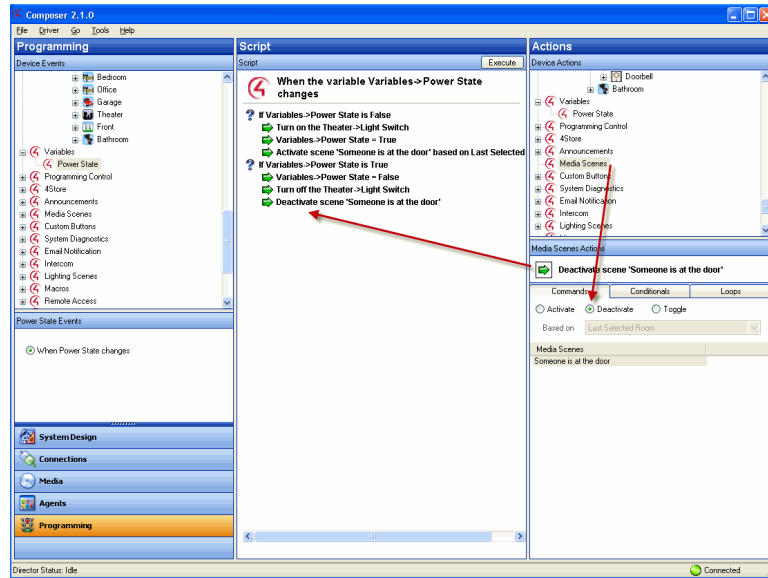 Composer 2.1.0
File Driver Go Tools Help
Programming
Device Events
Bedroom
Office
Garage
Theater
Front
Bathroom
Variables
Power State
Programming Control
4Store
Announcements
Media Scenes
Custom Buttons
System Diagnostics
Email Notification
Intercom
Lighting Scenes
Macros
Remote Access
Power State Events
When Power State changes
System Design
Connections
Media
Agents
Programming
Director Status: Idle
Script
Script
Execute
When the variable Variables->Power State
changes
If Variables->Power State is False
Turn on the Theater->Light Switch
Variables->Power State = True
Activate scene 'Someone is at the door' based on Last Selected
If Variables->Power State is True
Variables->Power State = False
Turn off the Theater->Light Switch
Deactivate scene 'Someone is at the door'
Actions
Device Actions
Doorbell
Bathroom
Variables
Power State
Programming Control
4Store
Announcements
Media Scenes
Custom Buttons
System Diagnostics
Email Notification
Intercom
Lighting Scenes
Media Scenes Actions
Deactivate scene 'Someone is at the door'
Commands Conditionals Loops
Activate Deactivate Toggle
Based on Last Selected Room
Media Scenes
Someone is at the door
Connected